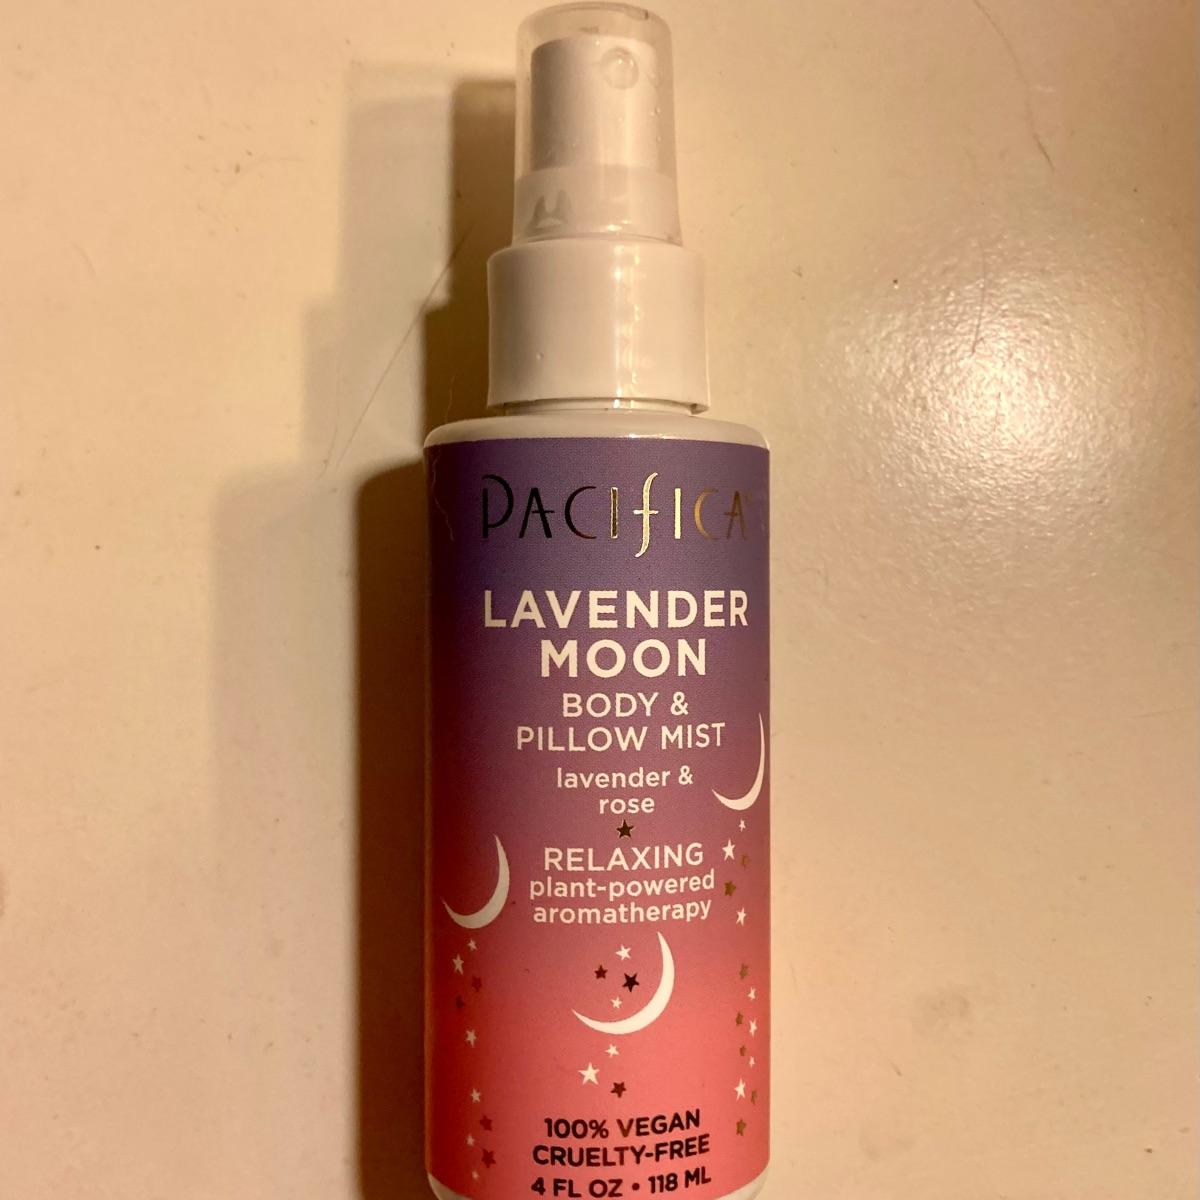 PACIFICA
LAVENDER
MOON
BODY &
PILLOW MIST
lavender &
rose
RELAXING
plant-powered
aromatherapy
100% VEGAN
CRUELTY-FREE
4 FL OZ • 118 ML